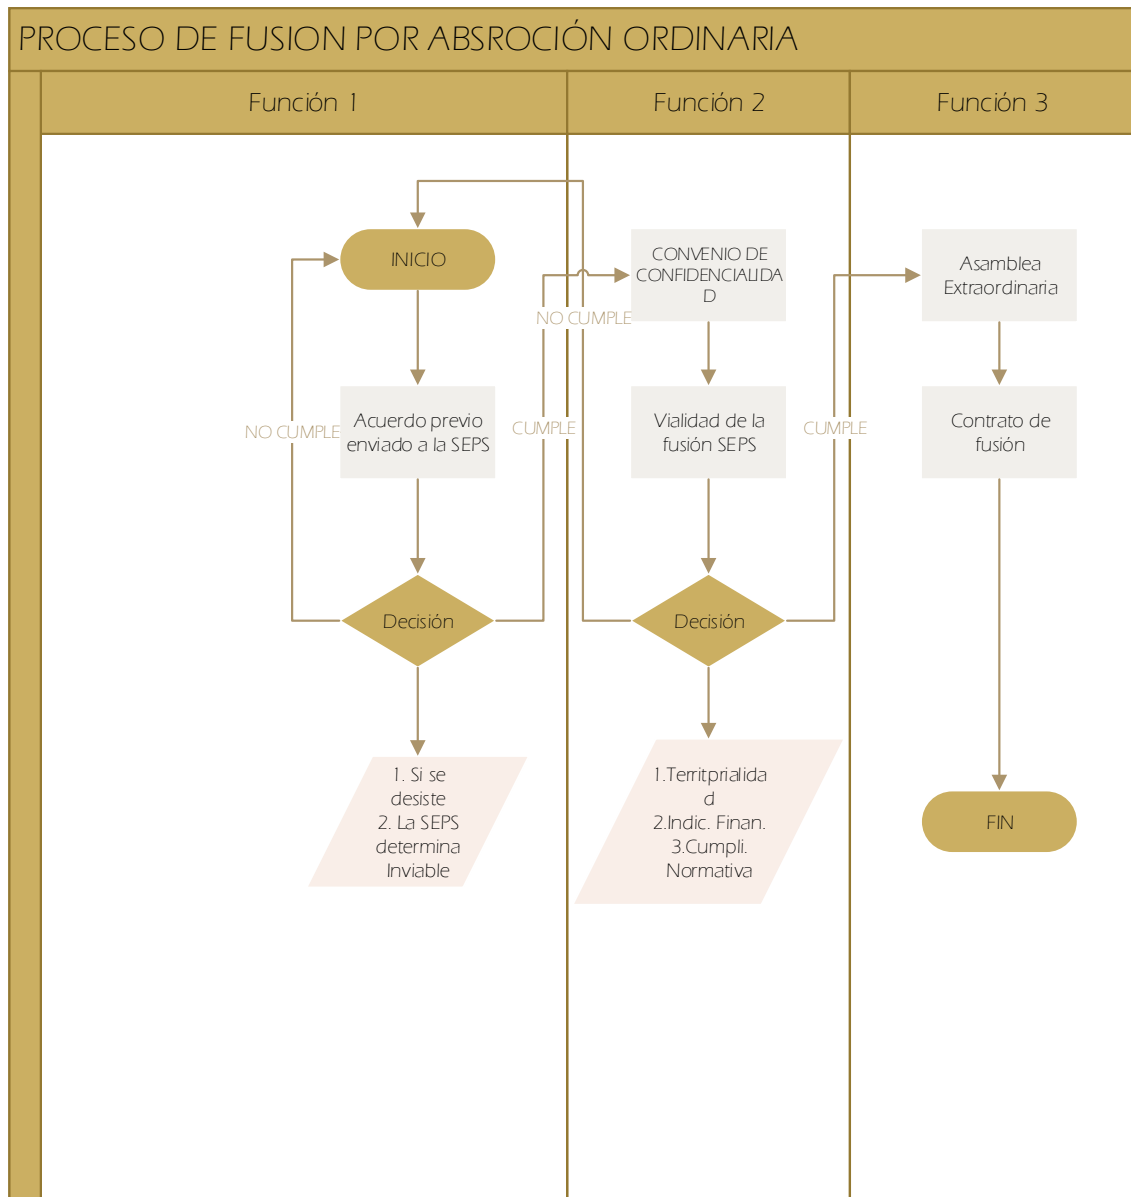 PROCESO DE FUSION POR ABSROCIÓN ORDINARIA
Función 1
Función 2
Función 3
INICIO
Acuerdo previo
enviado a la SEPS
NO CUMPLE
CUMPLE
Decisión
1. Si se
desiste
2. La SEPS
determina
Inviable
CONVENIO DE
CONFIDENCIALIDA
D
NO CUMPLE
Vialidad de la
fusión SEPS
CUMPLE
Decisión
1.Territprialida
d
2.Indic. Finan.
3.Cumpli.
Normativa
Asamblea
Extraordinaria
Contrato de
fusión
FIN